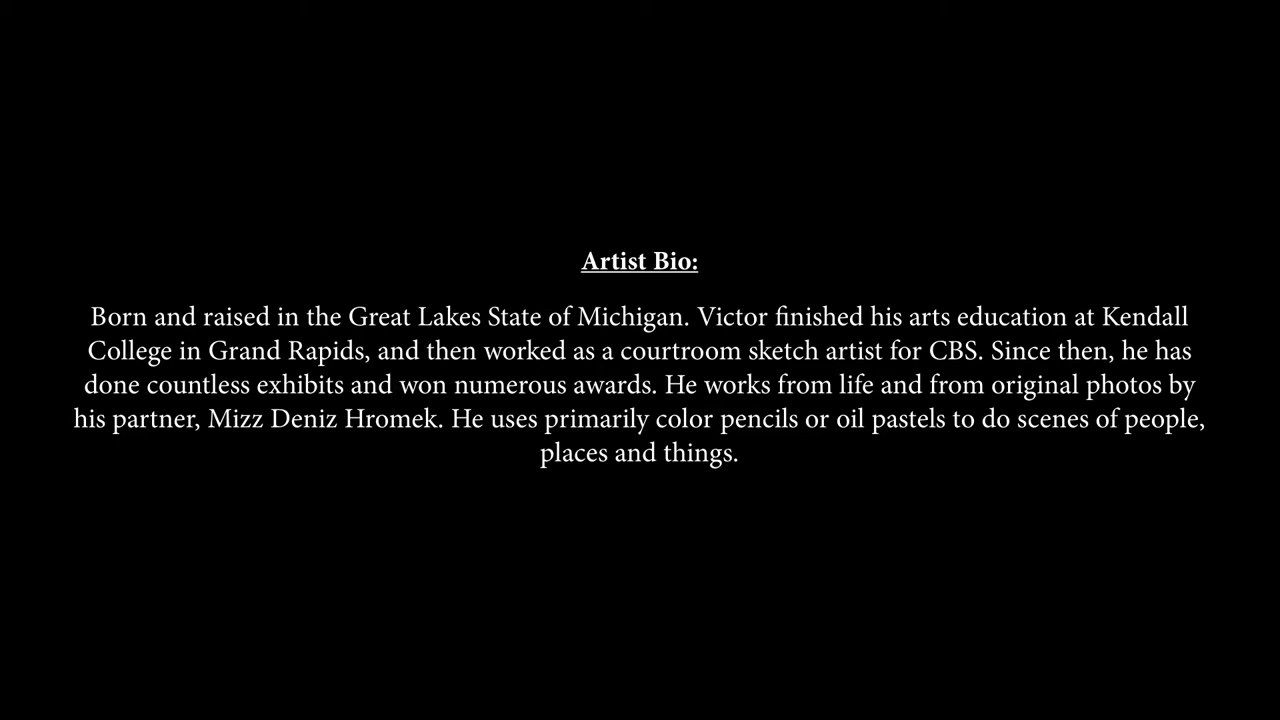 Artist Bio:
Born and raised in the Great Lakes State of Michigan. Victor finished his arts education at Kendall
College in Grand Rapids, and then worked as a courtroom sketch artist for CBS. Since then, he has
done countless exhibits and won numerous awards. He works from life and from original photos by
his partner, Mizz Deniz Hromek. He uses primarily color pencils or oil pastels to do scenes of people,
places and things.